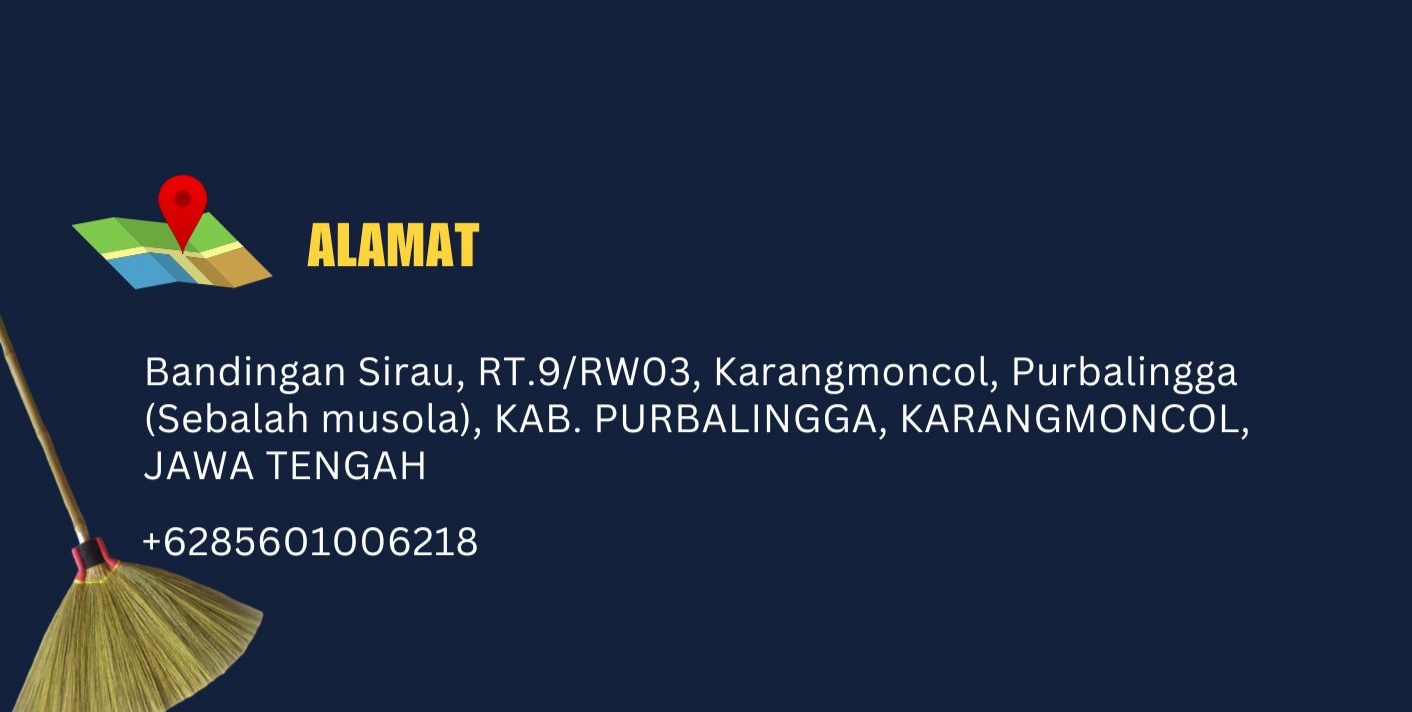 ALAMAT
Bandingan Sirau, RT.9/RW03, Karangmoncol, Purbalingga
(Sebalah musola), KAB. PURBALINGGA, KARANGMONCOL,
JAWA TENGAH
+6285601006218